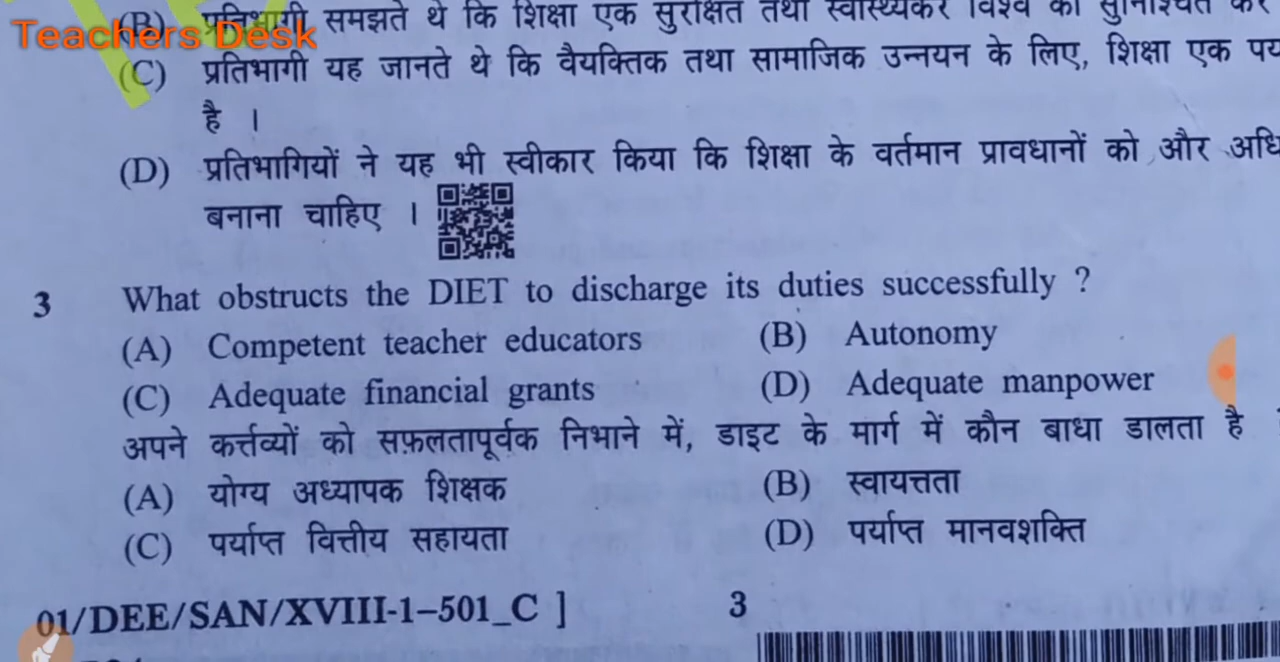 Teachers Desk
(B) प्रतिभागी समझते थे कि शिक्षा एक सुरक्षित तथा स्वास्थ्यकर विश्व को सुनिश्चित कर
(C) प्रतिभागी यह जानते थे कि वैयक्तिक तथा सामाजिक उन्नयन के लिए, शिक्षा एक
है ।
(D) प्रतिभागियों ने यह भी स्वीकार किया कि शिक्षा के वर्तमान प्रावधानों को और
बनाना चाहिए ।
3 What obstructs the DIET to discharge its duties successfully ?
(A) Competent teacher educators (B) Autonomy
(C) Adequate financial grants (D) Adequate manpower
अपने कर्त्तव्यों को सफ़लतापूर्वक निभाने में, डाइट के मार्ग में कौन बाधा डालता है
(A) योग्य अध्यापक शिक्षक (B) स्वायत्तता
(C) पर्याप्त वित्तीय सहायता (D) पर्याप्त मानवशक्ति
01/DEE/SAN/XVIII-1–501_C ] 3